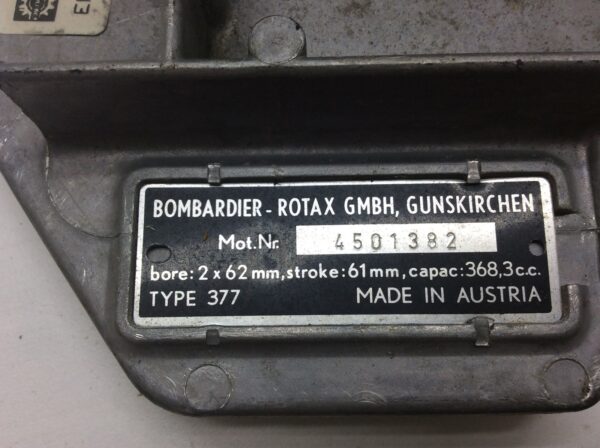 BOMBARDIER - ROTAX GMBH, GUNSKIRCHEN
Mot.Nr. 4501382
bore: 2 x 62 mm, stroke: 61 mm, capac: 368,3 c.c.
TYPE 377 MADE IN AUSTRIA